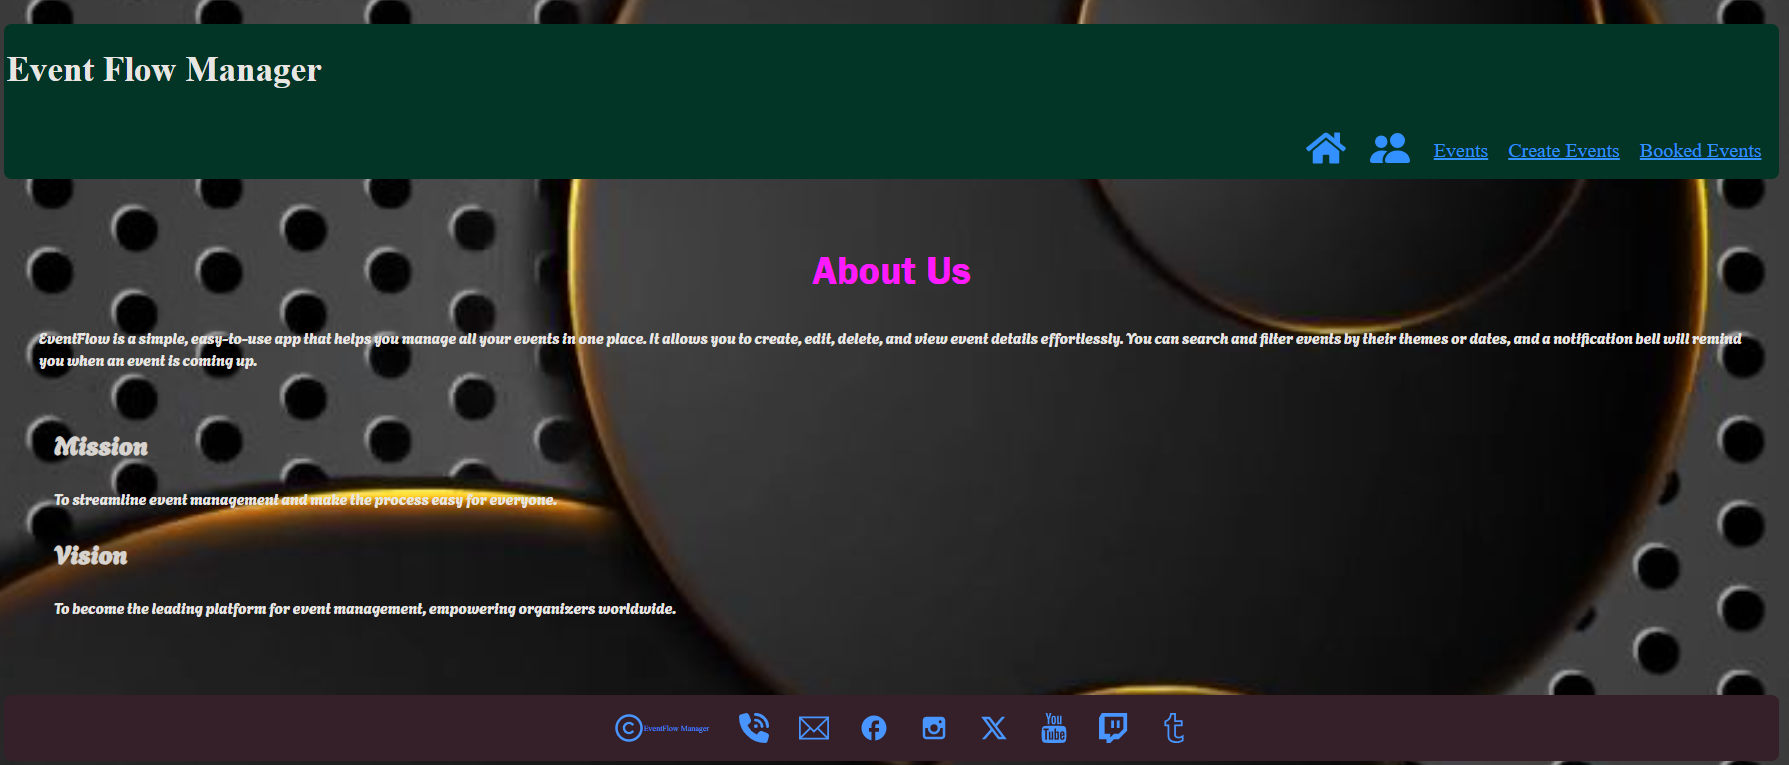 Event Flow Manager
Events Create Events Booked Events
About Us
EventFlow is a simple, easy-to-use app that helps you manage all your events in one place. It allows you to create, edit, delete, and view event details effortlessly. You can search and filter events by their themes or dates, and a notification bell will remind
you when an event is coming up.
Mission
To streamline event management and make the process easy for everyone.
Vision
To become the leading platform for event management, empowering organizers worldwide.
© EventFlow Manager You
Tube